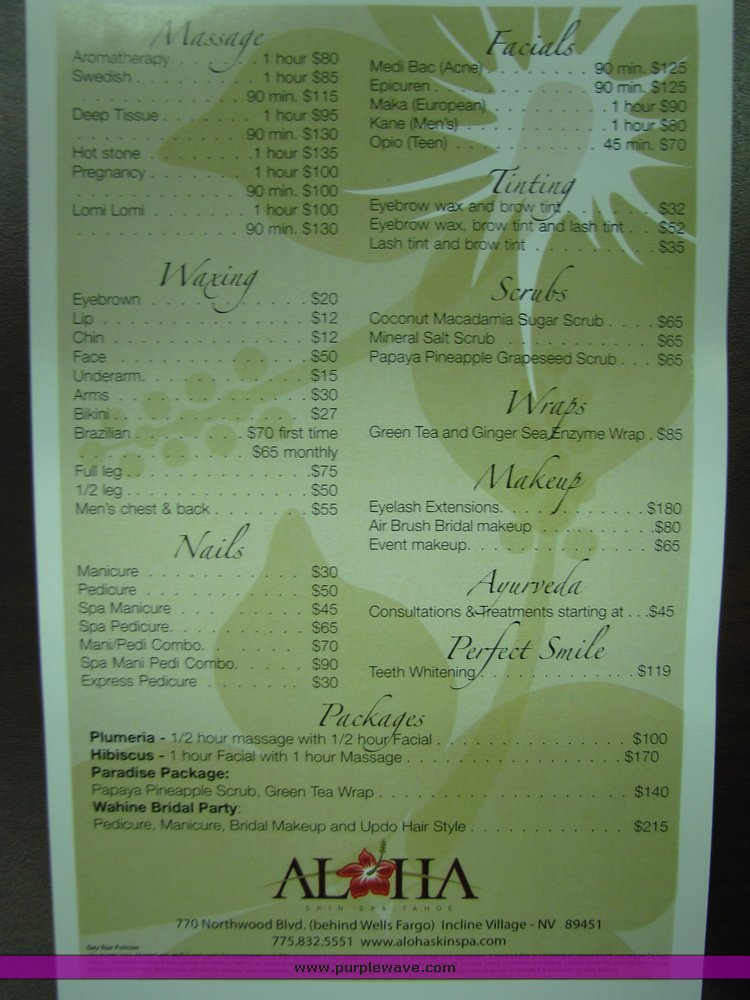 Massage
Aromatherapy . . . . . . . 1 hour $80
Swedish . . . . . . . . . . . 1 hour $85
. . . . . . . . . . . . . . 90 min. $115
Deep Tissue . . . . . . . . 1 hour $95
. . . . . . . . . . . . . . 90 min. $130
Hot stone . . . . . . . . .1 hour $135
Pregnancy . . . . . . . . . 1 hour $100
. . . . . . . . . . . . . . 90 min. $100
Lomi Lomi . . . . . . . . . 1 hour $100
. . . . . . . . . . . . . . 90 min. $130
Waxing
Eyebrown . . . . . . . . . . . . $20
Lip . . . . . . . . . . . . . . . . $12
Chin . . . . . . . . . . . . . . . $12
Face . . . . . . . . . . . . . . . $50
Underarm. . . . . . . . . . . . . $15
Arms . . . . . . . . . . . . . . . $30
Bikini . . . . . . . . . . . . . . . $27
Brazilian . . . . . . . . $70 first time
. . . . . . . . . . . . . . $65 monthly
Full leg . . . . . . . . . . . . . .$75
1/2 leg . . . . . . . . . . . . . . $50
Men's chest & back . . . . . . . $55
Nails
Manicure . . . . . . . . . . . . $30
Pedicure . . . . . . . . . . . . . $50
Spa Manicure . . . . . . . . . . $45
Spa Pedicure. . . . . . . . . . . $65
Mani/Pedi Combo. . . . . . . . $70
Spa Mani Pedi Combo. . . . . . $90
Express Pedicure . . . . . . . . $30
Facials
Medi Bac (Acne) . . . . . . . . 90 min. $125
Epicuren . . . . . . . . . . . . 90 min. $125
Maka (European) . . . . . . . . . 1 hour $90
Kane (Men's) . . . . . . . . . . . 1 hour $80
Opio (Teen) . . . . . . . . . . . 45 min. $70
Tinting
Eyebrow wax and brow tint . . . . . . . $32
Eyebrow wax, brow tint and lash tint . . . $52
Lash tint and brow tint . . . . . . . . . . $35
Scrubs
Coconut Macadamia Sugar Scrub . . . . $65
Mineral Salt Scrub . . . . . . . . . . . . $65
Papaya Pineapple Grapeseed Scrub . . . $65
Wraps
Green Tea and Ginger Sea Enzyme Wrap . $85
Makeup
Eyelash Extensions. . . . . . . . . . . . $180
Air Brush Bridal makeup . . . . . . . . . .$80
Event makeup. . . . . . . . . . . . . . . $65
Ayurveda
Consultations & Treatments starting at . . .$45
Perfect Smile
Teeth Whitening . . . . . . . . . . . . . . $119
Packages
Plumeria - 1/2 hour massage with 1/2 hour Facial . . . . . . . . . . . . . . . . $100
Hibiscus - 1 hour Facial with 1 hour Massage . . . . . . . . . . . . . . . . . $170
Paradise Package:
Papaya Pineapple Scrub, Green Tea Wrap . . . . . . . . . . . . . . . . . . . . $140
Wahine Bridal Party:
Pedicure, Manicure, Bridal Makeup and Updo Hair Style . . . . . . . . . . . . $215
ALOHA
SKIN SPA TAHOE
770 Northwood Blvd. (behind Wells Fargo) Incline Village - NV 89451
775.832.5551 www.alohaskinspa.com
www.purplewave.com